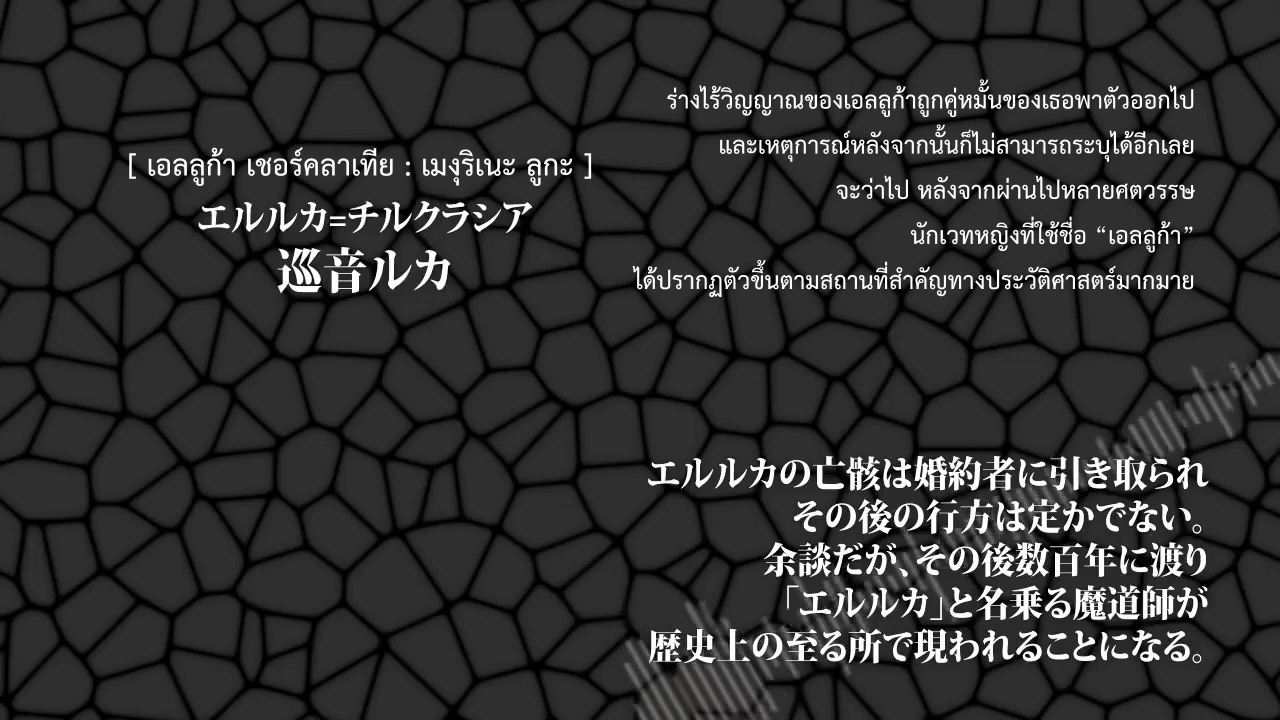 [ เอลลูก้า เชอร์คลาเทีย : เมงุริเนะ ลูกะ ]
エルルカ=チルクラシア
巡音ルカ
ร่างไร้วิญญาณของเอลลูก้าถูกคู่หมั้นของเธอพาตัวออกไป
และเหตุการณ์หลังจากนั้นก็ไม่สามารถระบุได้อีกเลย
จะว่าไป หลังจากผ่านไปหลายศตวรรษ
นักเวทหญิงที่ใช้ชื่อ “เอลลูก้า”
ได้ปรากฏตัวขึ้นตามสถานที่สำคัญทางประวัติศาสตร์มากมาย
エルルカの亡骸は婚約者に引き取られ
その後の行方は定かでない。
余談だが、その後数百年に渡り
「エルルカ」と名乗る魔道師が
歴史上の至る所で現われることになる。